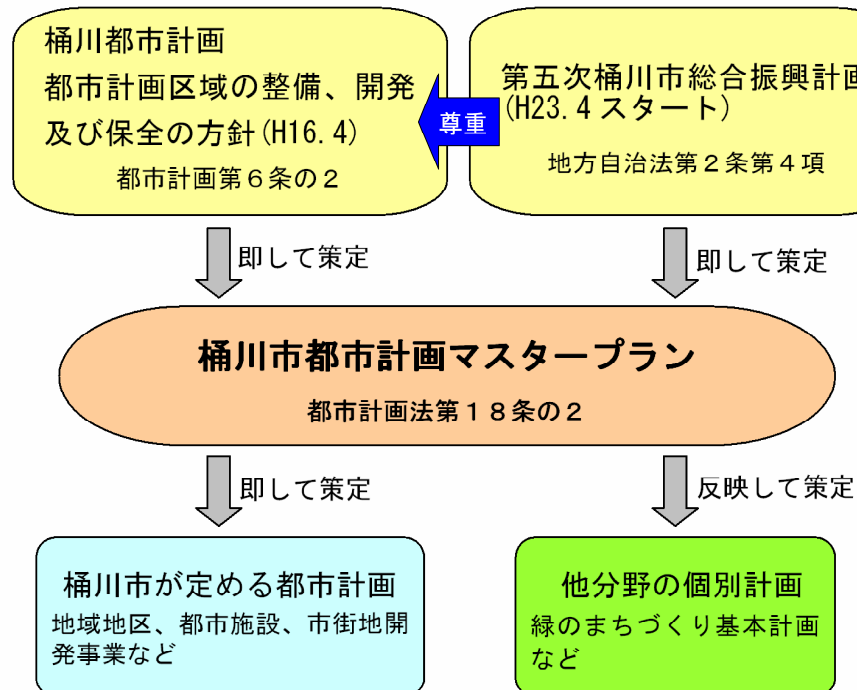 桶川都市計画
都市計画区域の整備、開発
及び保全の方針(H16.4)
都市計画第6条の2
尊重
第五次桶川市総合振興計画
(H23.4 スタート)
地方自治法第2条第4項
即して策定
即して策定
桶川市都市計画マスタープラン
都市計画法第18条の2
即して策定
反映して策定
桶川市が定める都市計画
地域地区、都市施設、市街地開
発事業など
他分野の個別計画
緑のまちづくり基本計画
など